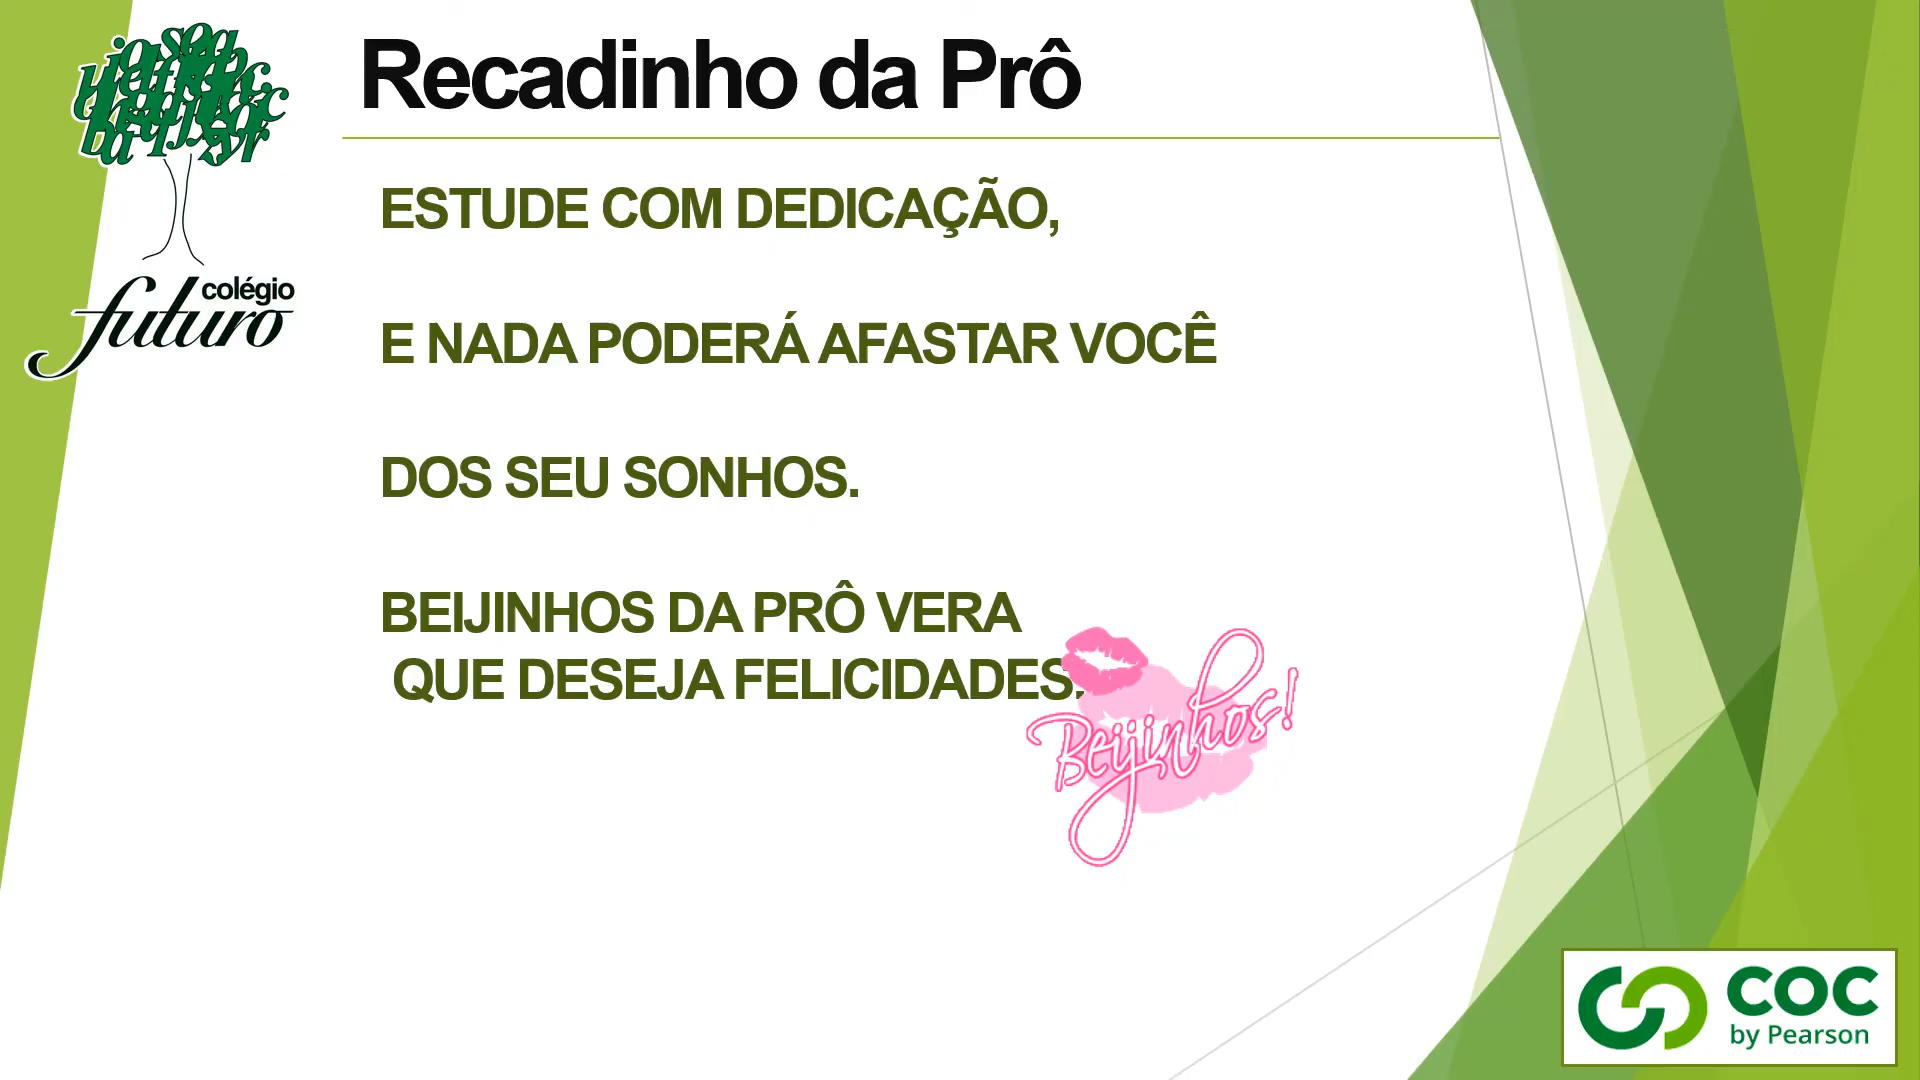 Recadinho da Prô
colégio
futuro
ESTUDE COM DEDICAÇÃO,
E NADA PODERÁ AFASTAR VOCÊ
DOS SEU SONHOS.
BEIJINHOS DA PRÔ VERA
QUE DESEJA FELICIDADES.
Beijinhos!
COC
by Pearson